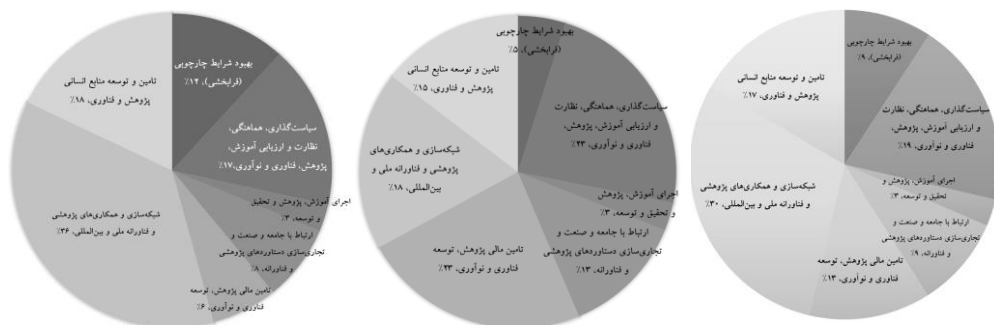 بهبود شرایط چارچوبی
(فرابخشی)، ۱۲٪
سیاست‌گذاری، هماهنگی،
نظارت و ارزیابی آموزش،
پژوهش، فناوری و نوآوری، ۱۷٪
اجرای آموزش، پژوهش و تحقیق
و توسعه، ۳٪
ارتباط با جامعه و صنعت و
تجاری‌سازی دستاوردهای پژوهشی
و فناورانه، ۸٪
تامین مالی پژوهش، توسعه
فناوری و نوآوری، ۶٪
شبکه‌سازی و همکاری‌های پژوهشی
و فناورانه ملی و بین‌المللی، ۳۶٪
تامین و توسعه منابع انسانی
پژوهش و فناوری، ۱۸٪
بهبود شرایط چارچوبی
(فرابخشی)، ۵٪
سیاست‌گذاری، هماهنگی، نظارت
و ارزیابی آموزش، پژوهش،
فناوری و نوآوری، ۲۳٪
اجرای آموزش، پژوهش
و تحقیق و توسعه، ۳٪
ارتباط با جامعه و صنعت و
تجاری‌سازی دستاوردهای پژوهشی
و فناورانه، ۱۳٪
تامین مالی پژوهش، توسعه
فناوری و نوآوری، ۲۳٪
شبکه‌سازی و همکاری‌های
پژوهشی و فناورانه ملی و
بین‌المللی، ۱۸٪
تامین و توسعه منابع انسانی
پژوهش و فناوری، ۱۵٪
بهبود شرایط چارچوبی
(فرابخشی)، ۹٪
سیاست‌گذاری، هماهنگی، نظارت
و ارزیابی آموزش، پژوهش،
فناوری و نوآوری، ۱۹٪
اجرای آموزش، پژوهش و
تحقیق و توسعه، ۳٪
ارتباط با جامعه و صنعت و
تجاری‌سازی دستاوردهای پژوهشی
و فناورانه، ۹٪
تامین مالی پژوهش، توسعه
فناوری و نوآوری، ۱۳٪
شبکه‌سازی و همکاری‌های پژوهشی
و فناورانه ملی و بین‌المللی، ۳۰٪
تامین و توسعه منابع انسانی
پژوهش و فناوری، ۱۷٪